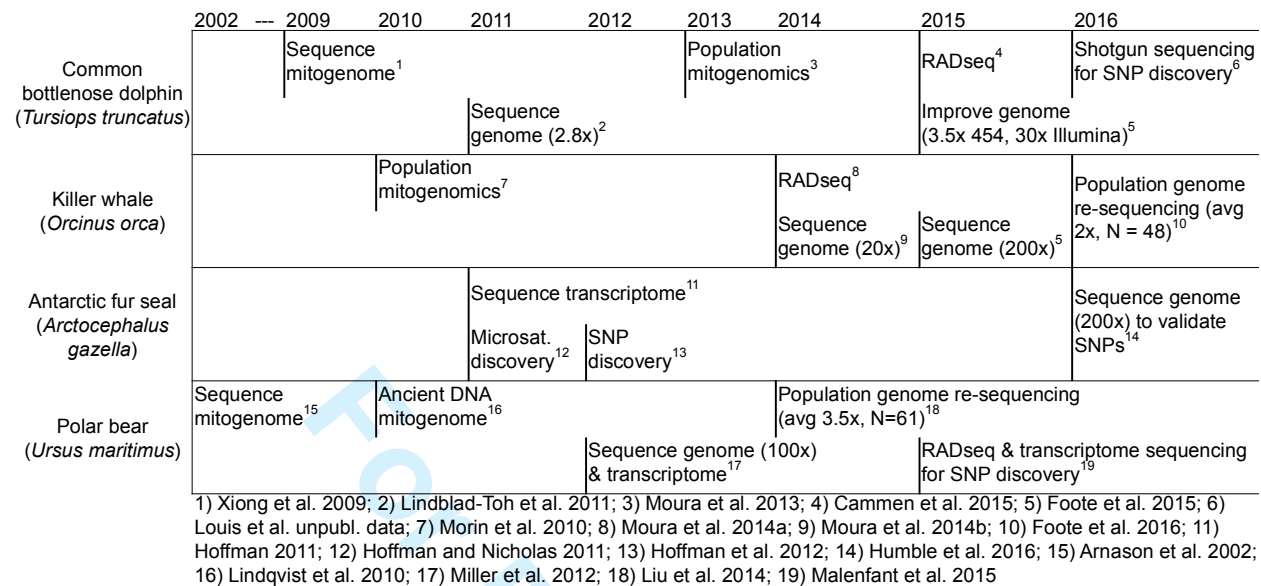 2002 --- 2009 2010 2011 2012 2013 2014 2015 2016
Common
bottlenose dolphin
(Tursiops truncatus)
Sequence
mitogenome1
Population
mitogenomics3
RADseq4
Shotgun sequencing
for SNP discovery6
Sequence
genome (2.8x)2
Improve genome
(3.5x 454, 30x Illumina)5
Killer whale
(Orcinus orca)
Population
mitogenomics7
RADseq8
Population genome
re-sequencing (avg
2x, N = 48)10
Sequence
genome (20x)9
Sequence
genome (200x)5
Antarctic fur seal
(Arctocephalus
gazella)
Sequence transcriptome11
Sequence genome
(200x) to validate
SNPs14
Microsat.
discovery12
SNP
discovery13
Polar bear
(Ursus maritimus)
Sequence
mitogenome15
Ancient DNA
mitogenome16
Population genome re-sequencing
(avg 3.5x, N=61)18
Sequence genome (100x)
& transcriptome17
RADseq & transcriptome sequencing
for SNP discovery19
1) Xiong et al. 2009; 2) Lindblad-Toh et al. 2011; 3) Moura et al. 2013; 4) Cammen et al. 2015; 5) Foote et al. 2015; 6)
Louis et al. unpubl. data; 7) Morin et al. 2010; 8) Moura et al. 2014a; 9) Moura et al. 2014b; 10) Foote et al. 2016; 11)
Hoffman 2011; 12) Hoffman and Nicholas 2011; 13) Hoffman et al. 2012; 14) Humble et al. 2016; 15) Arnason et al. 2002;
16) Lindqvist et al. 2010; 17) Miller et al. 2012; 18) Liu et al. 2014; 19) Malenfant et al. 2015